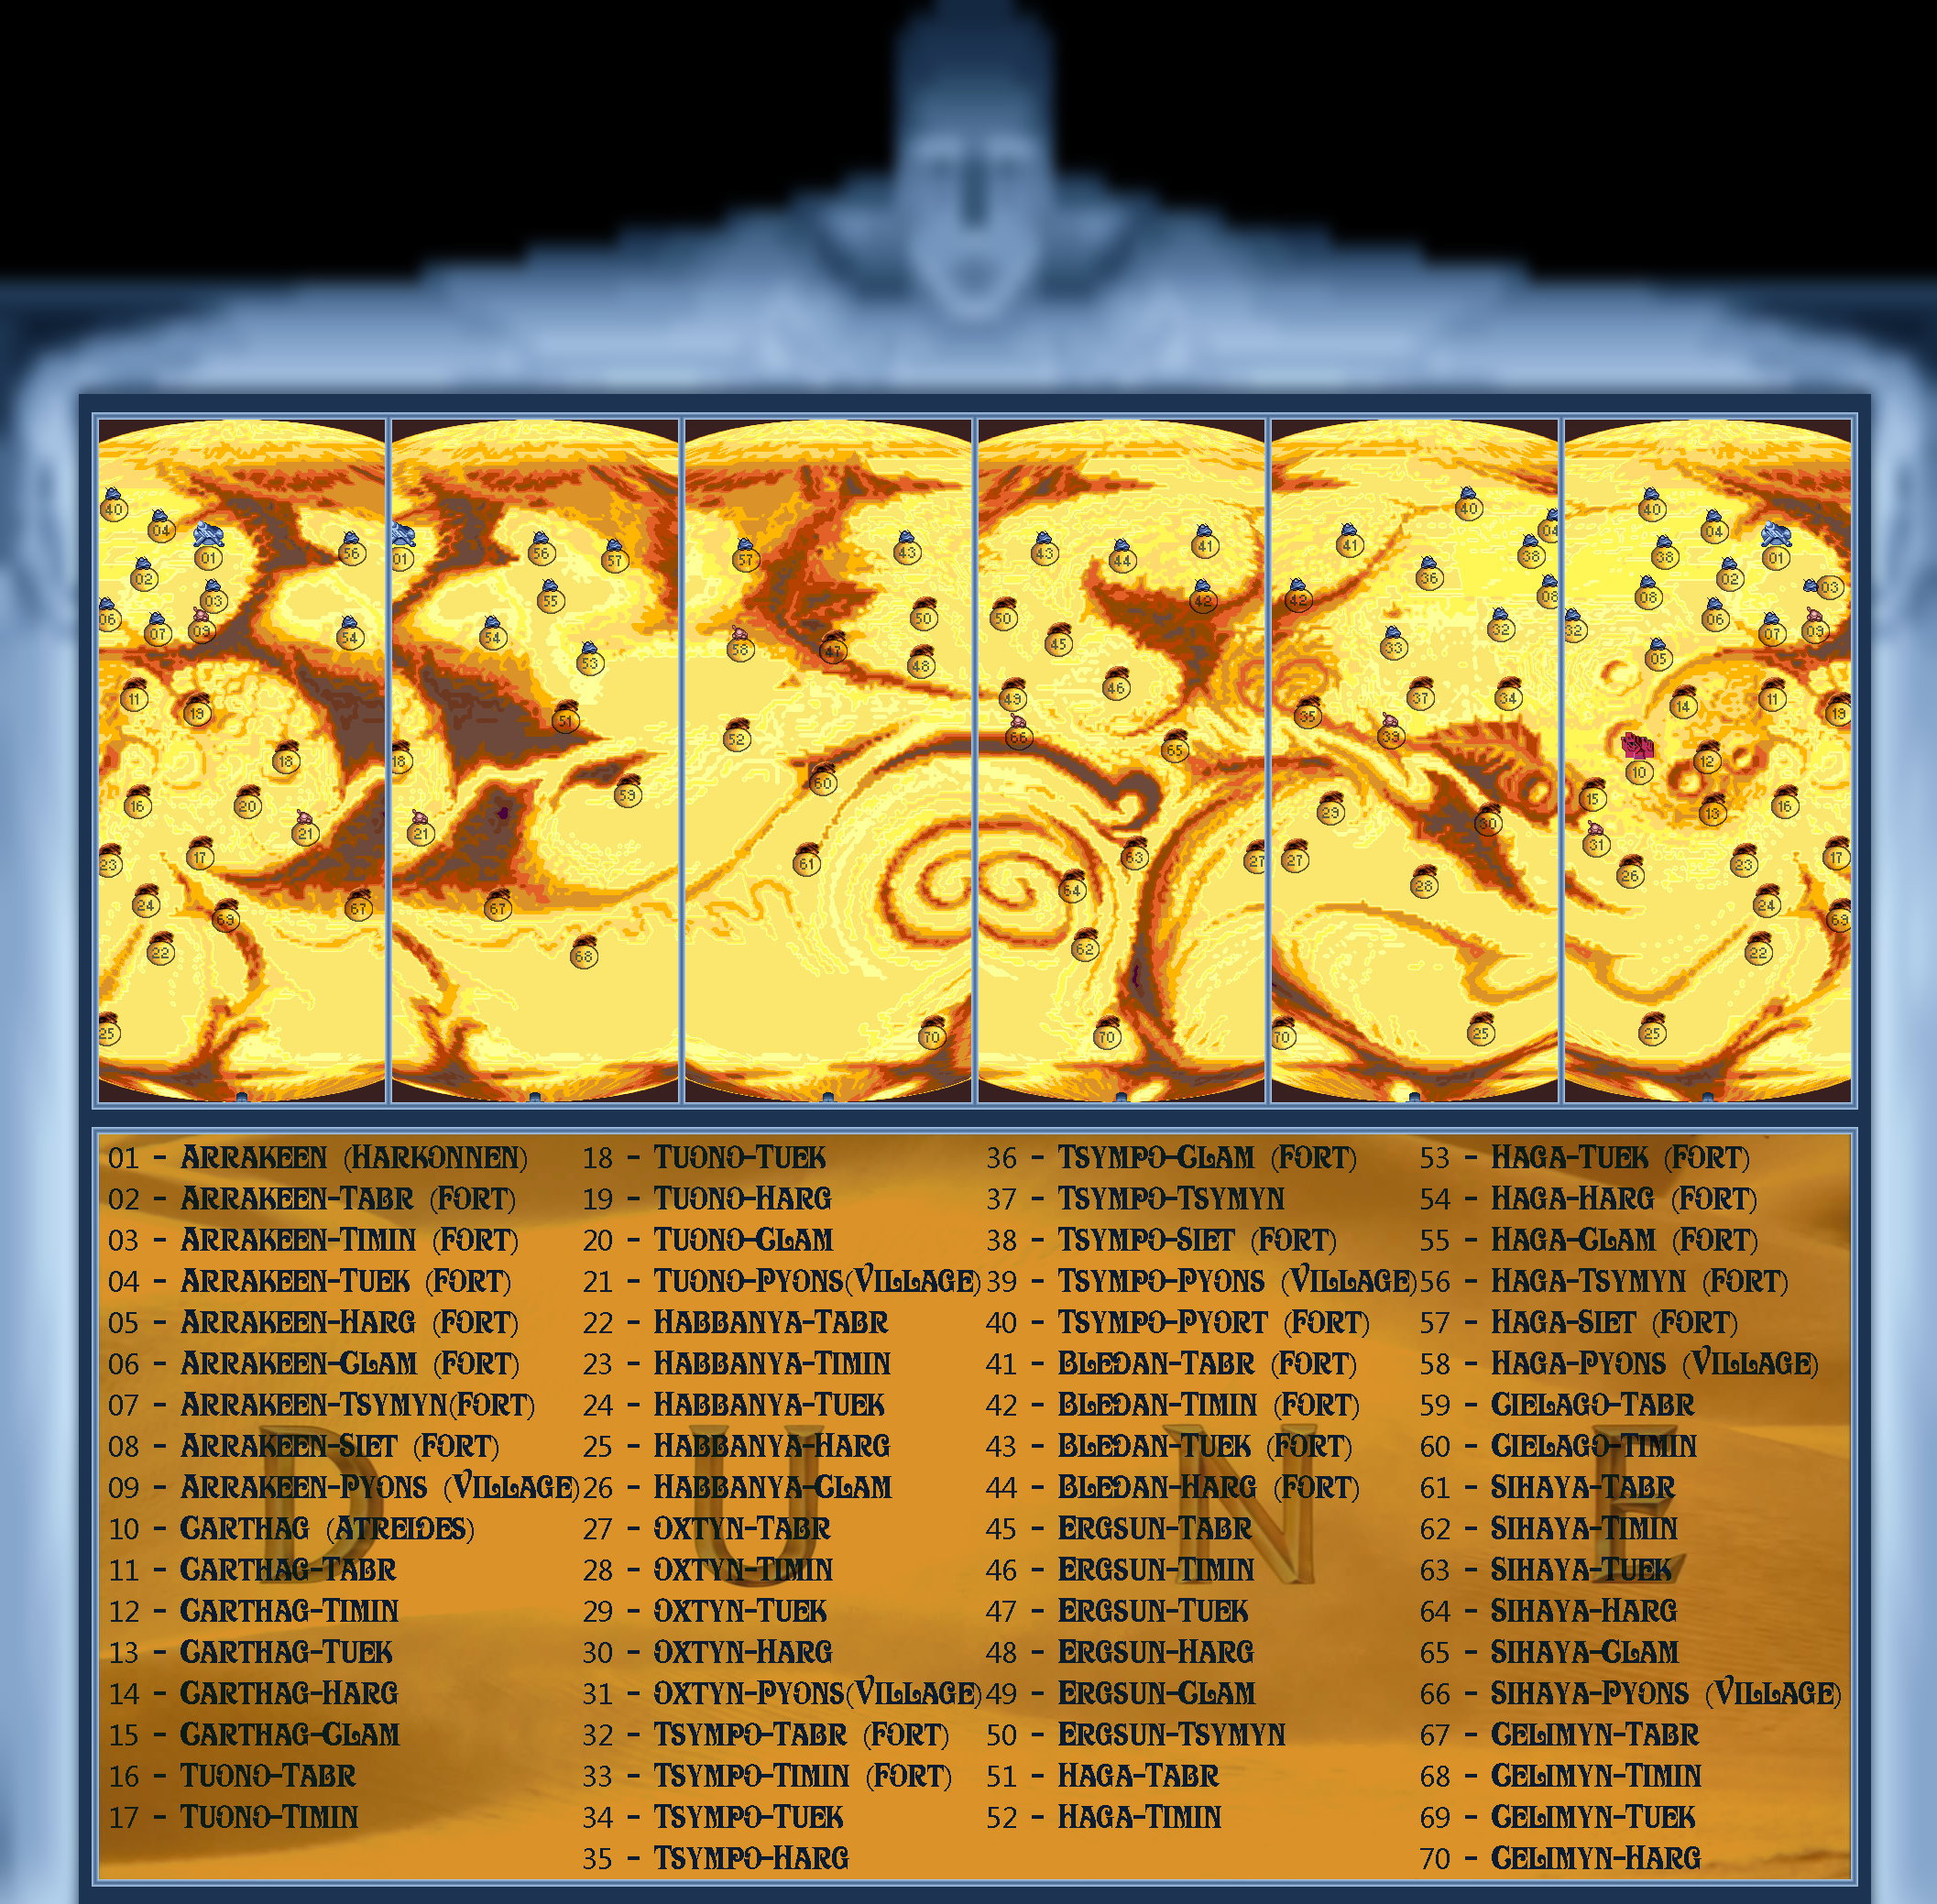 40
04
01
56
02
03
06
07
09
54
11
19
18
16
20
21
23
17
24
69
67
22
25
01
56
57
55
54
53
51
18
59
21
67
68
57
43
50
58
47
48
52
60
61
70
43
44
41
42
50
45
46
49
66
65
63
27
64
62
70
40
41
04
38
36
08
42
32
33
37
34
35
39
29
30
27
28
70
25
40
04
38
01
02
08
03
32
06
07
09
05
11
14
19
10
12
15
13
16
31
26
23
17
24
69
22
25
01 - ARRAKEEN (HARKONNEN)
02 - ARRAKEEN-TABR (FORT)
03 - ARRAKEEN-TIMIN (FORT)
04 - ARRAKEEN-TUEK (FORT)
05 - ARRAKEEN-HARG (FORT)
06 - ARRAKEEN-CLAM (FORT)
07 - ARRAKEEN-TSYMYN(FORT)
08 - ARRAKEEN-SIET (FORT)
09 - ARRAKEEN-PYONS (VILLAGE)
10 - CARTHAG (ATREIDES)
11 - CARTHAG-TABR
12 - CARTHAG-TIMIN
13 - CARTHAG-TUEK
14 - CARTHAG-HARG
15 - CARTHAG-CLAM
16 - TUONO-TABR
17 - TUONO-TIMIN
18 - TUONO-TUEK
19 - TUONO-HARG
20 - TUONO-CLAM
21 - TUONO-PYONS(VILLAGE)
22 - HABBANYA-TABR
23 - HABBANYA-TIMIN
24 - HABBANYA-TUEK
25 - HABBANYA-HARG
26 - HABBANYA-CLAM
27 - OXTYN-TABR
28 - OXTYN-TIMIN
29 - OXTYN-TUEK
30 - OXTYN-HARG
31 - OXTYN-PYONS(VILLAGE)
32 - TSYMPO-TABR (FORT)
33 - TSYMPO-TIMIN (FORT)
34 - TSYMPO-TUEK
35 - TSYMPO-HARG
36 - TSYMPO-CLAM (FORT)
37 - TSYMPO-TSYMYN
38 - TSYMPO-SIET (FORT)
39 - TSYMPO-PYONS (VILLAGE)
40 - TSYMPO-PYORT (FORT)
41 - BLEDAN-TABR (FORT)
42 - BLEDAN-TIMIN (FORT)
43 - BLEDAN-TUEK (FORT)
44 - BLEDAN-HARG (FORT)
45 - ERGSUN-TABR
46 - ERGSUN-TIMIN
47 - ERGSUN-TUEK
48 - ERGSUN-HARG
49 - ERGSUN-CLAM
50 - ERGSUN-TSYMYN
51 - HAGA-TABR
52 - HAGA-TIMIN
53 - HAGA-TUEK (FORT)
54 - HAGA-HARG (FORT)
55 - HAGA-CLAM (FORT)
56 - HAGA-TSYMYN (FORT)
57 - HAGA-SIET (FORT)
58 - HAGA-PYONS (VILLAGE)
59 - CIELAGO-TABR
60 - CIELAGO-TIMIN
61 - SIHAYA-TABR
62 - SIHAYA-TIMIN
63 - SIHAYA-TUEK
64 - SIHAYA-HARG
65 - SIHAYA-CLAM
66 - SIHAYA-PYONS (VILLAGE)
67 - CELIMYN-TABR
68 - CELIMYN-TIMIN
69 - CELIMYN-TUEK
70 - CELIMYN-HARG
D U N E